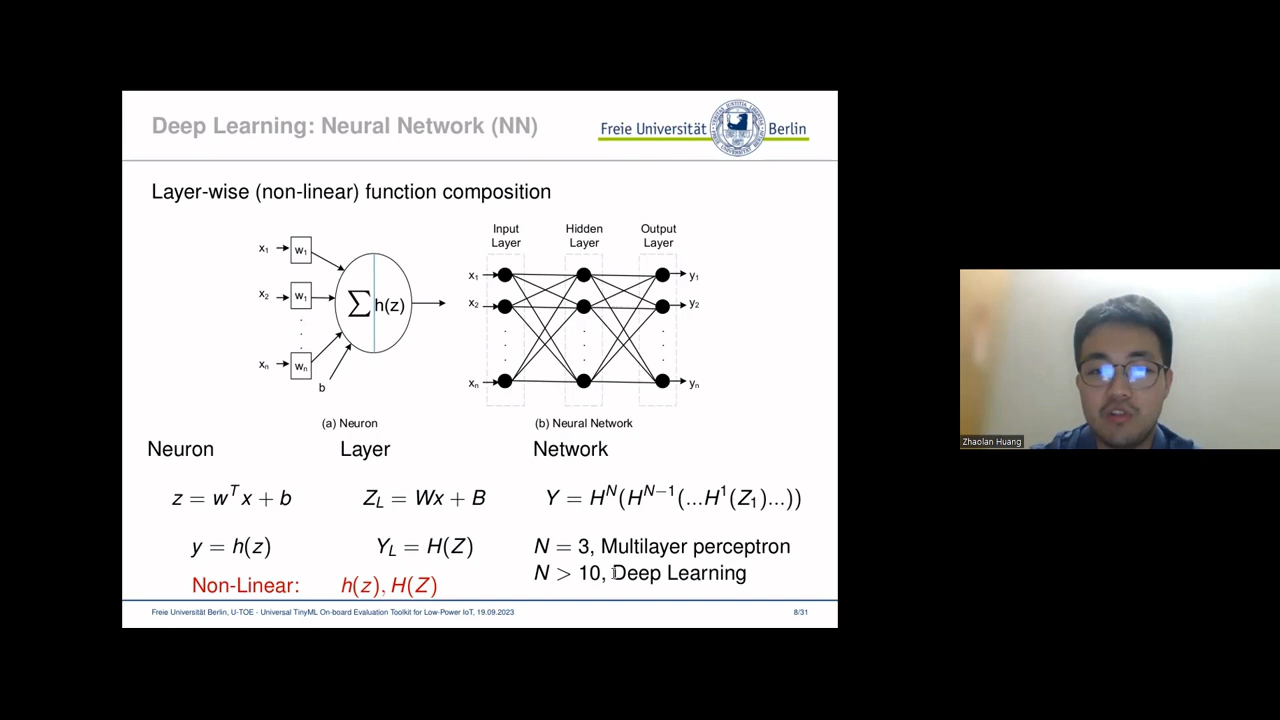 Deep Learning: Neural Network (NN)
Freie Universität Berlin
Layer-wise (non-linear) function composition
x1 w1
x2 w1
.
.
.
xn wn
b
∑ h(z)
Input Layer
Hidden Layer
Output Layer
x1 y1
x2 y2
. . . .
. . . .
. . . .
xn yn
(a) Neuron
(b) Neural Network
Neuron Layer Network
z = w^T x + b Z_L = Wx + B Y = H^N(H^{N−1}(...H^1(Z_1)...))
y = h(z) Y_L = H(Z) N = 3, Multilayer perceptron
N > 10, Deep Learning
Non-Linear: h(z), H(Z)
Freie Universität Berlin, U-TOE - Universal TinyML On-board Evaluation Toolkit for Low-Power IoT, 19.09.2023 8/31
Zhaolan Huang